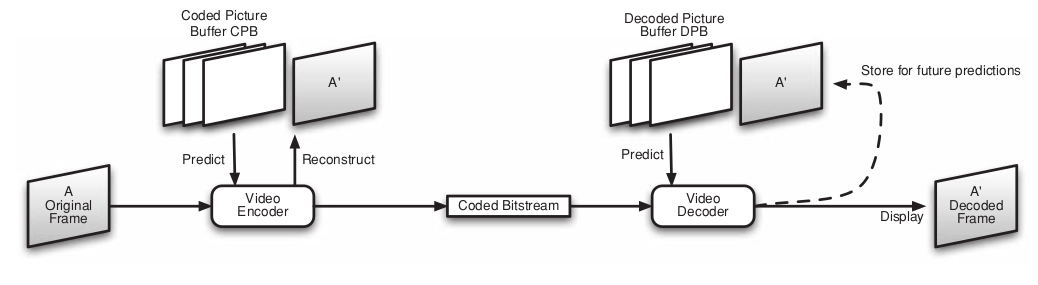 Coded Picture
Buffer CPB
Decoded Picture
Buffer DPB
A'
A'
Store for future predictions
Predict
Reconstruct
Predict
A
Original
Frame
Video
Encoder
Coded Bitstream
Video
Decoder
Display
A'
Decoded
Frame